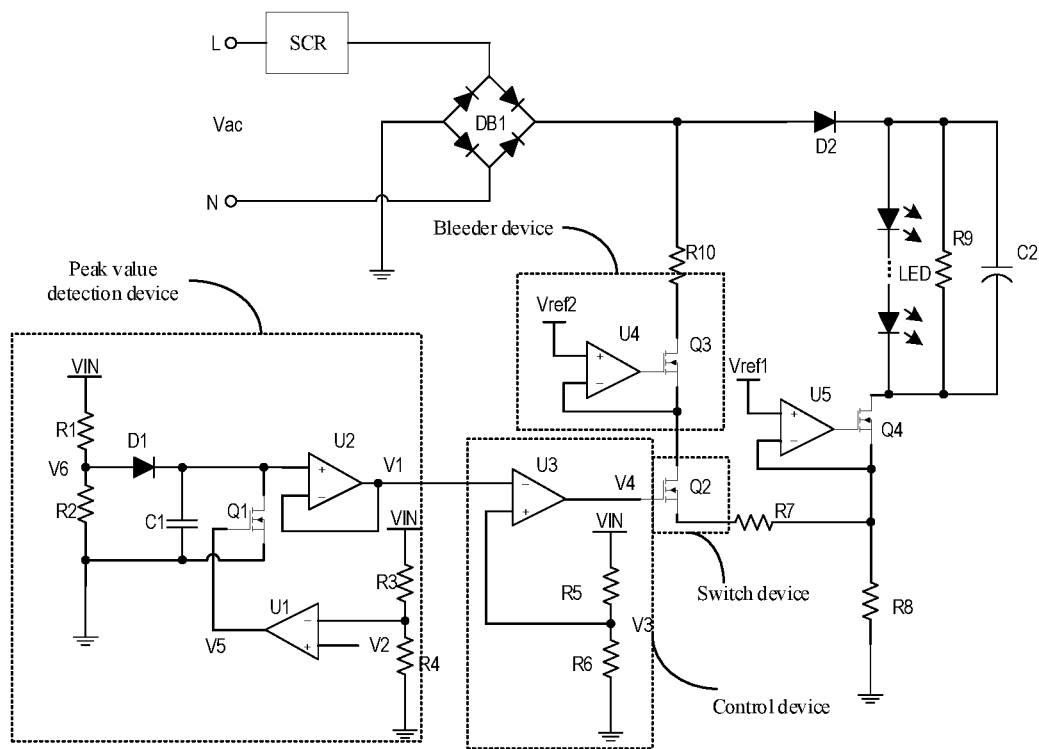 L
SCR
Vac
DB1
N
D2
Bleeder device
R10
LED
R9
C2
Peak value
detection device
Vref2
U4
+
−
Q3
Vref1
U5
+
−
Q4
VIN
R1
D1
V6
R2
C1
Q1
U2
+
−
V1
VIN
R3
U1
−
+
V5
V2
R4
U3
−
+
V4
Q2
VIN
R7
R5
V3
R6
Switch device
R8
Control device